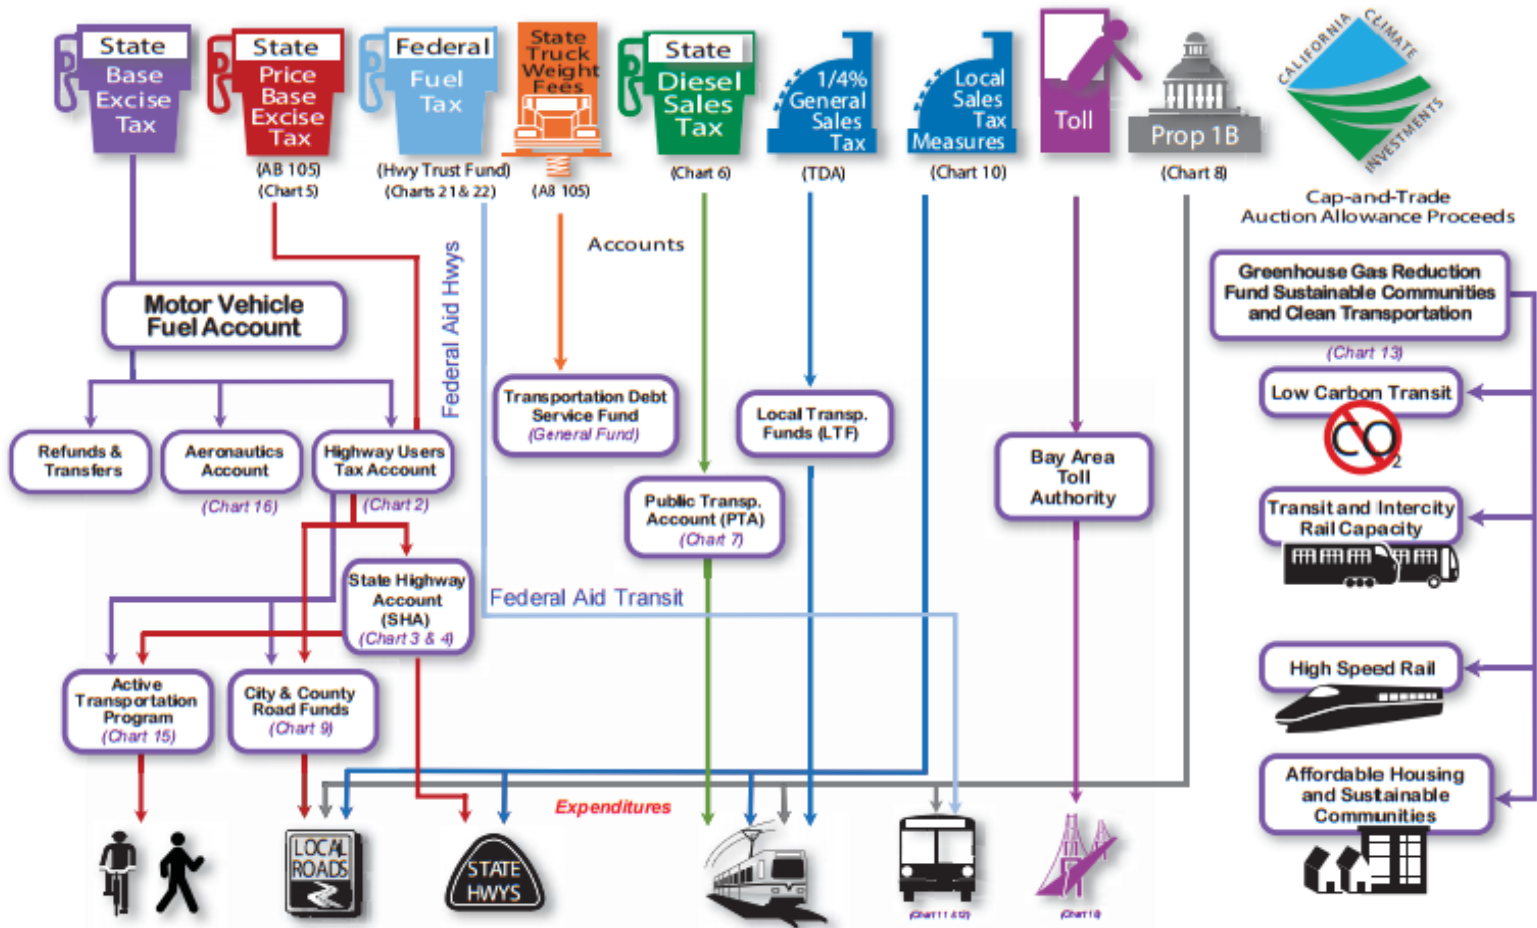 State
Base
Excise
Tax
State
Price
Base
Excise
Tax
(AB 105)
(Chart 5)
Federal
Fuel
Tax
(Hwy Trust Fund)
(Charts 21 & 22)
State
Truck
Weight
Fees
(AB 105)
State
Diesel
Sales
Tax
(Chart 6)
1/4%
General
Sales
Tax
(TDA)
Local
Sales
Tax
Measures
(Chart 10)
Toll
Prop 1B
(Chart 8)
CALIFORNIA
CLIMATE
INVESTMENTS
Cap-and-Trade
Auction Allowance Proceeds
Accounts
Federal Aid Hwys
Motor Vehicle
Fuel Account
Greenhouse Gas Reduction
Fund Sustainable Communities
and Clean Transportation
(Chart 13)
Transportation Debt
Service Fund
(General Fund)
Local Transp.
Funds (LTF)
Low Carbon Transit
CO2
Refunds &
Transfers
Aeronautics
Account
(Chart 16)
Highway Users
Tax Account
(Chart 2)
Public Transp.
Account (PTA)
(Chart 7)
Bay Area
Toll
Authority
Transit and Intercity
Rail Capacity
State Highway
Account
(SHA)
(Chart 3 & 4)
Federal Aid Transit
High Speed Rail
Active
Transportation
Program
(Chart 15)
City & County
Road Funds
(Chart 9)
Affordable Housing
and Sustainable
Communities
Expenditures
LOCAL
ROADS
STATE
HWYS
(Chart 11 & 12)